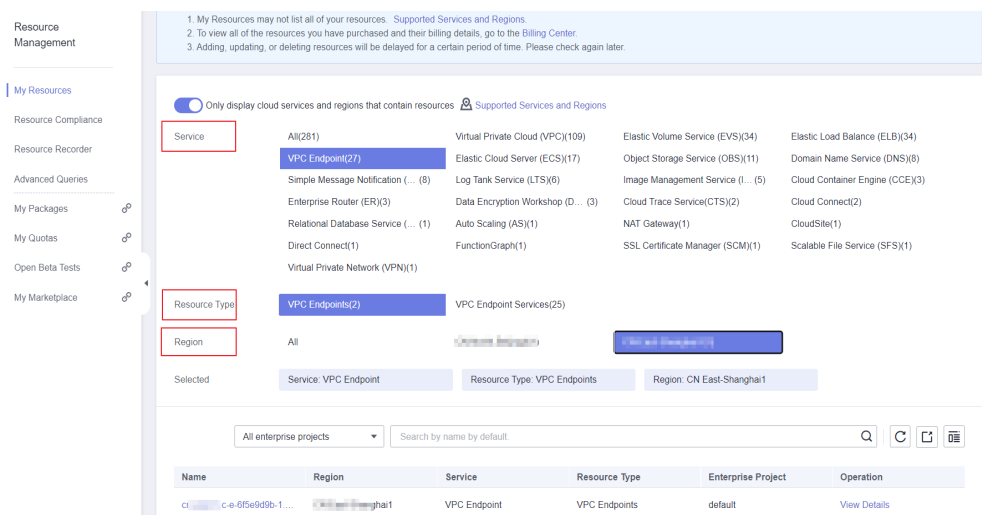 Resource
Management
My Resources
Resource Compliance
Resource Recorder
Advanced Queries
My Packages
My Quotas
Open Beta Tests
My Marketplace
1. My Resources may not list all of your resources. Supported Services and Regions.
2. To view all of the resources you have purchased and their billing details, go to the Billing Center.
3. Adding, updating, or deleting resources will be delayed for a certain period of time. Please check again later.
Only display cloud services and regions that contain resources Supported Services and Regions
Service All(281) Virtual Private Cloud (VPC)(109) Elastic Volume Service (EVS)(34) Elastic Load Balance (ELB)(34)
VPC Endpoint(27) Elastic Cloud Server (ECS)(17) Object Storage Service (OBS)(11) Domain Name Service (DNS)(8)
Simple Message Notification (... (8) Log Tank Service (LTS)(6) Image Management Service (I... (5) Cloud Container Engine (CCE)(3)
Enterprise Router (ER)(3) Data Encryption Workshop (D... (3) Cloud Trace Service(CTS)(2) Cloud Connect(2)
Relational Database Service (... (1) Auto Scaling (AS)(1) NAT Gateway(1) CloudSite(1)
Direct Connect(1) FunctionGraph(1) SSL Certificate Manager (SCM)(1) Scalable File Service (SFS)(1)
Virtual Private Network (VPN)(1)
Resource Type VPC Endpoints(2) VPC Endpoint Services(25)
Region All
Selected Service: VPC Endpoint Resource Type: VPC Endpoints Region: CN East-Shanghai1
All enterprise projects Search by name by default.
Name Region Service Resource Type Enterprise Project Operation
c-e-6f5e9d9b-1.... ghai1 VPC Endpoint VPC Endpoints default View Details